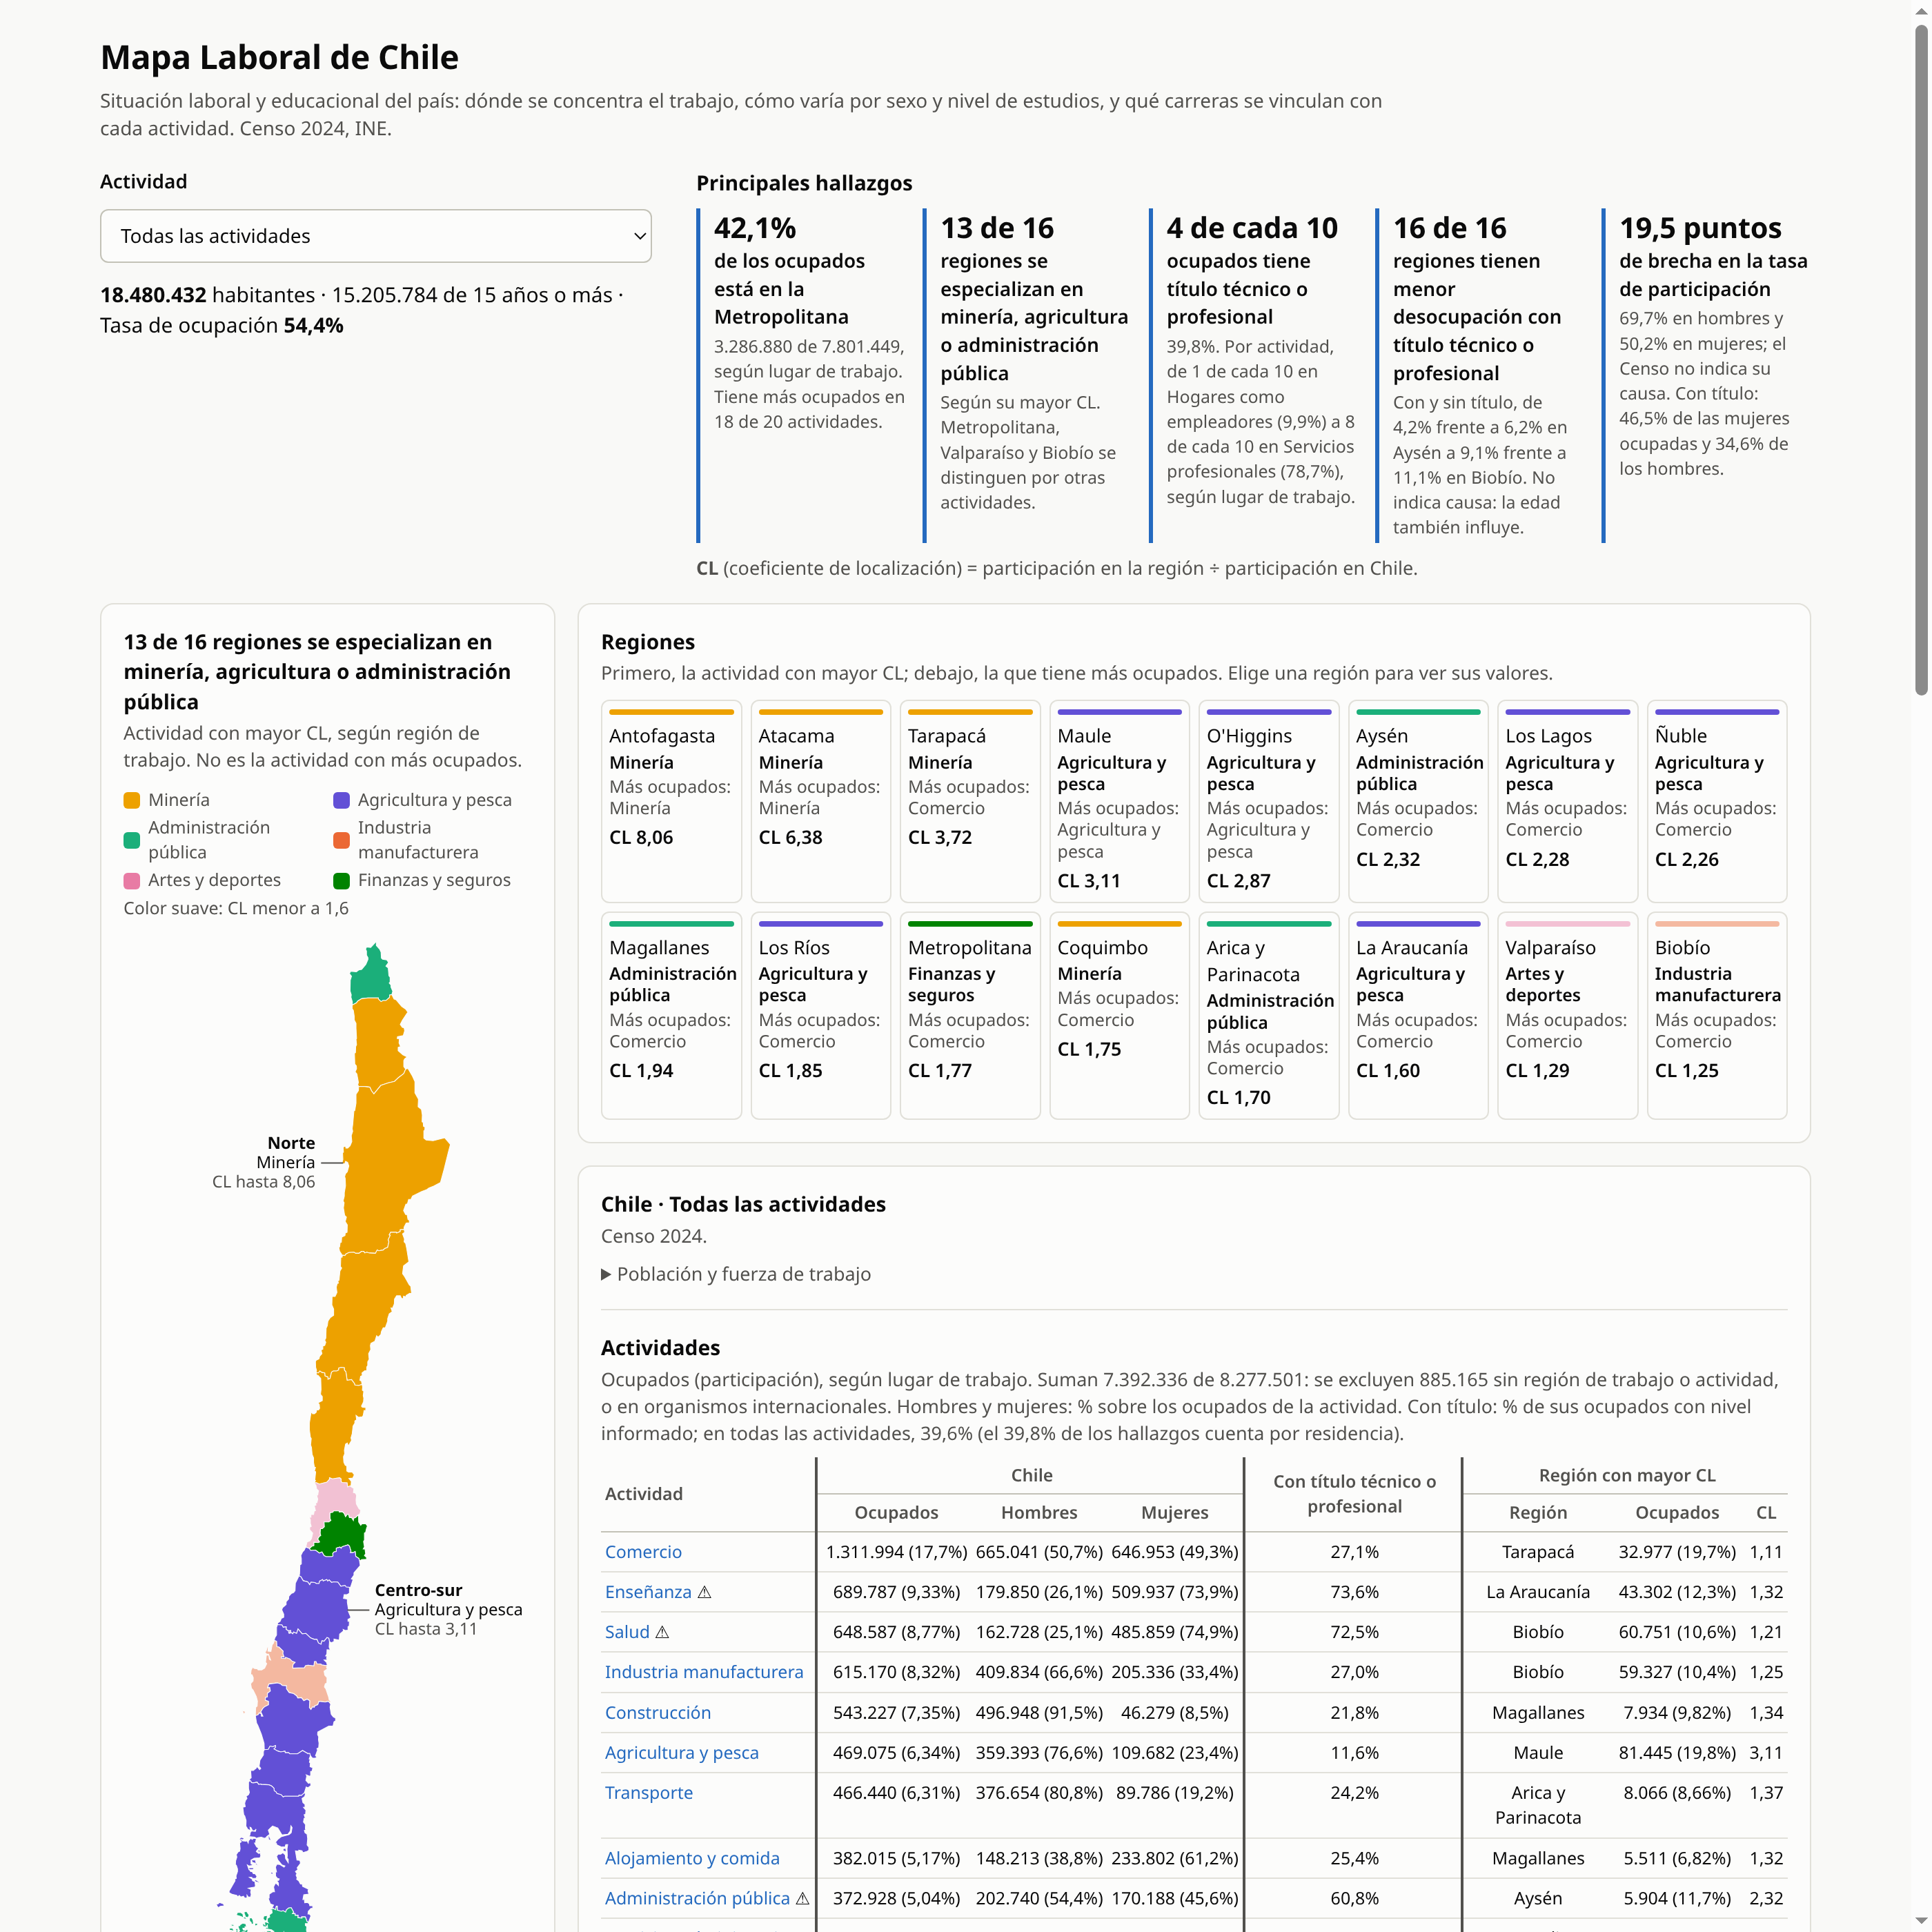 Mapa Laboral de Chile
Situación laboral y educacional del país: dónde se concentra el trabajo, cómo varía por sexo y nivel de estudios, y qué carreras se vinculan con
cada actividad. Censo 2024, INE.
Actividad
Todas las actividades
18.480.432 habitantes · 15.205.784 de 15 años o más ·
Tasa de ocupación 54,4%
Principales hallazgos
42,1%
de los ocupados
está en la
Metropolitana
3.286.880 de 7.801.449,
según lugar de trabajo.
Tiene más ocupados en
18 de 20 actividades.
13 de 16
regiones se
especializan en
minería, agricultura
o administración
pública
Según su mayor CL.
Metropolitana,
Valparaíso y Biobío se
distinguen por otras
actividades.
4 de cada 10
ocupados tiene
título técnico o
profesional
39,8%. Por actividad,
de 1 de cada 10 en
Hogares como
empleadores (9,9%) a 8
de cada 10 en Servicios
profesionales (78,7%),
según lugar de trabajo.
16 de 16
regiones tienen
menor
desocupación con
título técnico o
profesional
Con y sin título, de
4,2% frente a 6,2% en
Aysén a 9,1% frente a
11,1% en Biobío. No
indica causa: la edad
también influye.
19,5 puntos
de brecha en la tasa
de participación
69,7% en hombres y
50,2% en mujeres; el
Censo no indica su
causa. Con título:
46,5% de las mujeres
ocupadas y 34,6% de
los hombres.
CL (coeficiente de localización) = participación en la región ÷ participación en Chile.
13 de 16 regiones se especializan en
minería, agricultura o administración
pública
Actividad con mayor CL, según región de
trabajo. No es la actividad con más ocupados.
Minería
Agricultura y pesca
Administración
pública
Industria
manufacturera
Artes y deportes
Finanzas y seguros
Color suave: CL menor a 1,6
Norte
Minería
CL hasta 8,06
Centro-sur
Agricultura y pesca
CL hasta 3,11
Regiones
Primero, la actividad con mayor CL; debajo, la que tiene más ocupados. Elige una región para ver sus valores.
Antofagasta
Minería
Más ocupados:
Minería
CL 8,06
Atacama
Minería
Más ocupados:
Minería
CL 6,38
Tarapacá
Minería
Más ocupados:
Comercio
CL 3,72
Maule
Agricultura y
pesca
Más ocupados:
Agricultura y
pesca
CL 3,11
O'Higgins
Agricultura y
pesca
Más ocupados:
Agricultura y
pesca
CL 2,87
Aysén
Administración
pública
Más ocupados:
Comercio
CL 2,32
Los Lagos
Agricultura y
pesca
Más ocupados:
Comercio
CL 2,28
Ñuble
Agricultura y
pesca
Más ocupados:
Comercio
CL 2,26
Magallanes
Administración
pública
Más ocupados:
Comercio
CL 1,94
Los Ríos
Agricultura y
pesca
Más ocupados:
Comercio
CL 1,85
Metropolitana
Finanzas y
seguros
Más ocupados:
Comercio
CL 1,77
Coquimbo
Minería
Más ocupados:
Comercio
CL 1,75
Arica y
Parinacota
Administración
pública
Más ocupados:
Comercio
CL 1,70
La Araucanía
Agricultura y
pesca
Más ocupados:
Comercio
CL 1,60
Valparaíso
Artes y
deportes
Más ocupados:
Comercio
CL 1,29
Biobío
Industria
manufacturera
Más ocupados:
Comercio
CL 1,25
Chile · Todas las actividades
Censo 2024.
▶ Población y fuerza de trabajo
Actividades
Ocupados (participación), según lugar de trabajo. Suman 7.392.336 de 8.277.501: se excluyen 885.165 sin región de trabajo o actividad,
o en organismos internacionales. Hombres y mujeres: % sobre los ocupados de la actividad. Con título: % de sus ocupados con nivel
informado; en todas las actividades, 39,6% (el 39,8% de los hallazgos cuenta por residencia).
Actividad Chile Con título técnico o profesional Región con mayor CL
Ocupados Hombres Mujeres Región Ocupados CL
Comercio 1.311.994 (17,7%) 665.041 (50,7%) 646.953 (49,3%) 27,1% Tarapacá 32.977 (19,7%) 1,11
Enseñanza ⚠ 689.787 (9,33%) 179.850 (26,1%) 509.937 (73,9%) 73,6% La Araucanía 43.302 (12,3%) 1,32
Salud ⚠ 648.587 (8,77%) 162.728 (25,1%) 485.859 (74,9%) 72,5% Biobío 60.751 (10,6%) 1,21
Industria manufacturera 615.170 (8,32%) 409.834 (66,6%) 205.336 (33,4%) 27,0% Biobío 59.327 (10,4%) 1,25
Construcción 543.227 (7,35%) 496.948 (91,5%) 46.279 (8,5%) 21,8% Magallanes 7.934 (9,82%) 1,34
Agricultura y pesca 469.075 (6,34%) 359.393 (76,6%) 109.682 (23,4%) 11,6% Maule 81.445 (19,8%) 3,11
Transporte 466.440 (6,31%) 376.654 (80,8%) 89.786 (19,2%) 24,2% Arica y Parinacota 8.066 (8,66%) 1,37
Alojamiento y comida 382.015 (5,17%) 148.213 (38,8%) 233.802 (61,2%) 25,4% Magallanes 5.511 (6,82%) 1,32
Administración pública ⚠ 372.928 (5,04%) 202.740 (54,4%) 170.188 (45,6%) 60,8% Aysén 5.904 (11,7%) 2,32